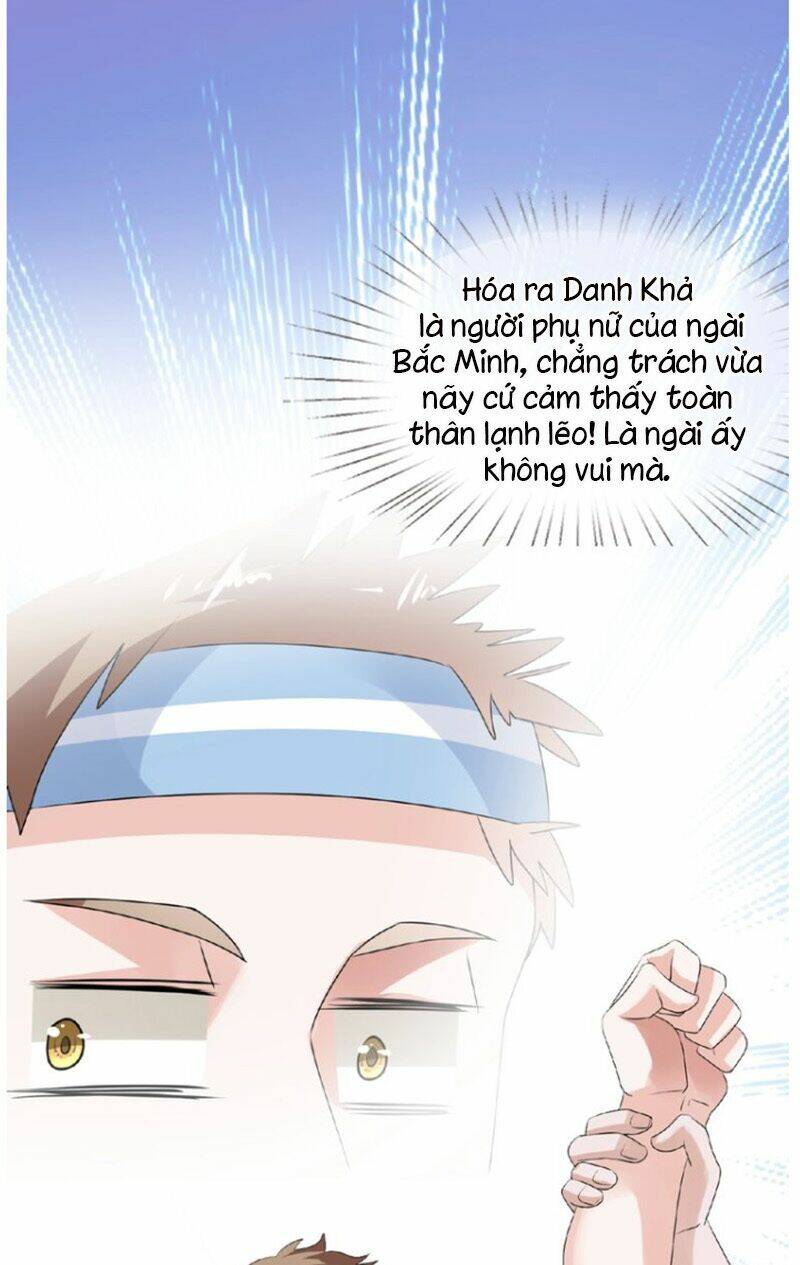 Hóa ra Danh Khả
là người phụ nữ của ngài
Bắc Minh, chẳng trách vừa
nãy cứ cảm thấy toàn
thân lạnh lẽo! Là ngài ấy
không vui mà.